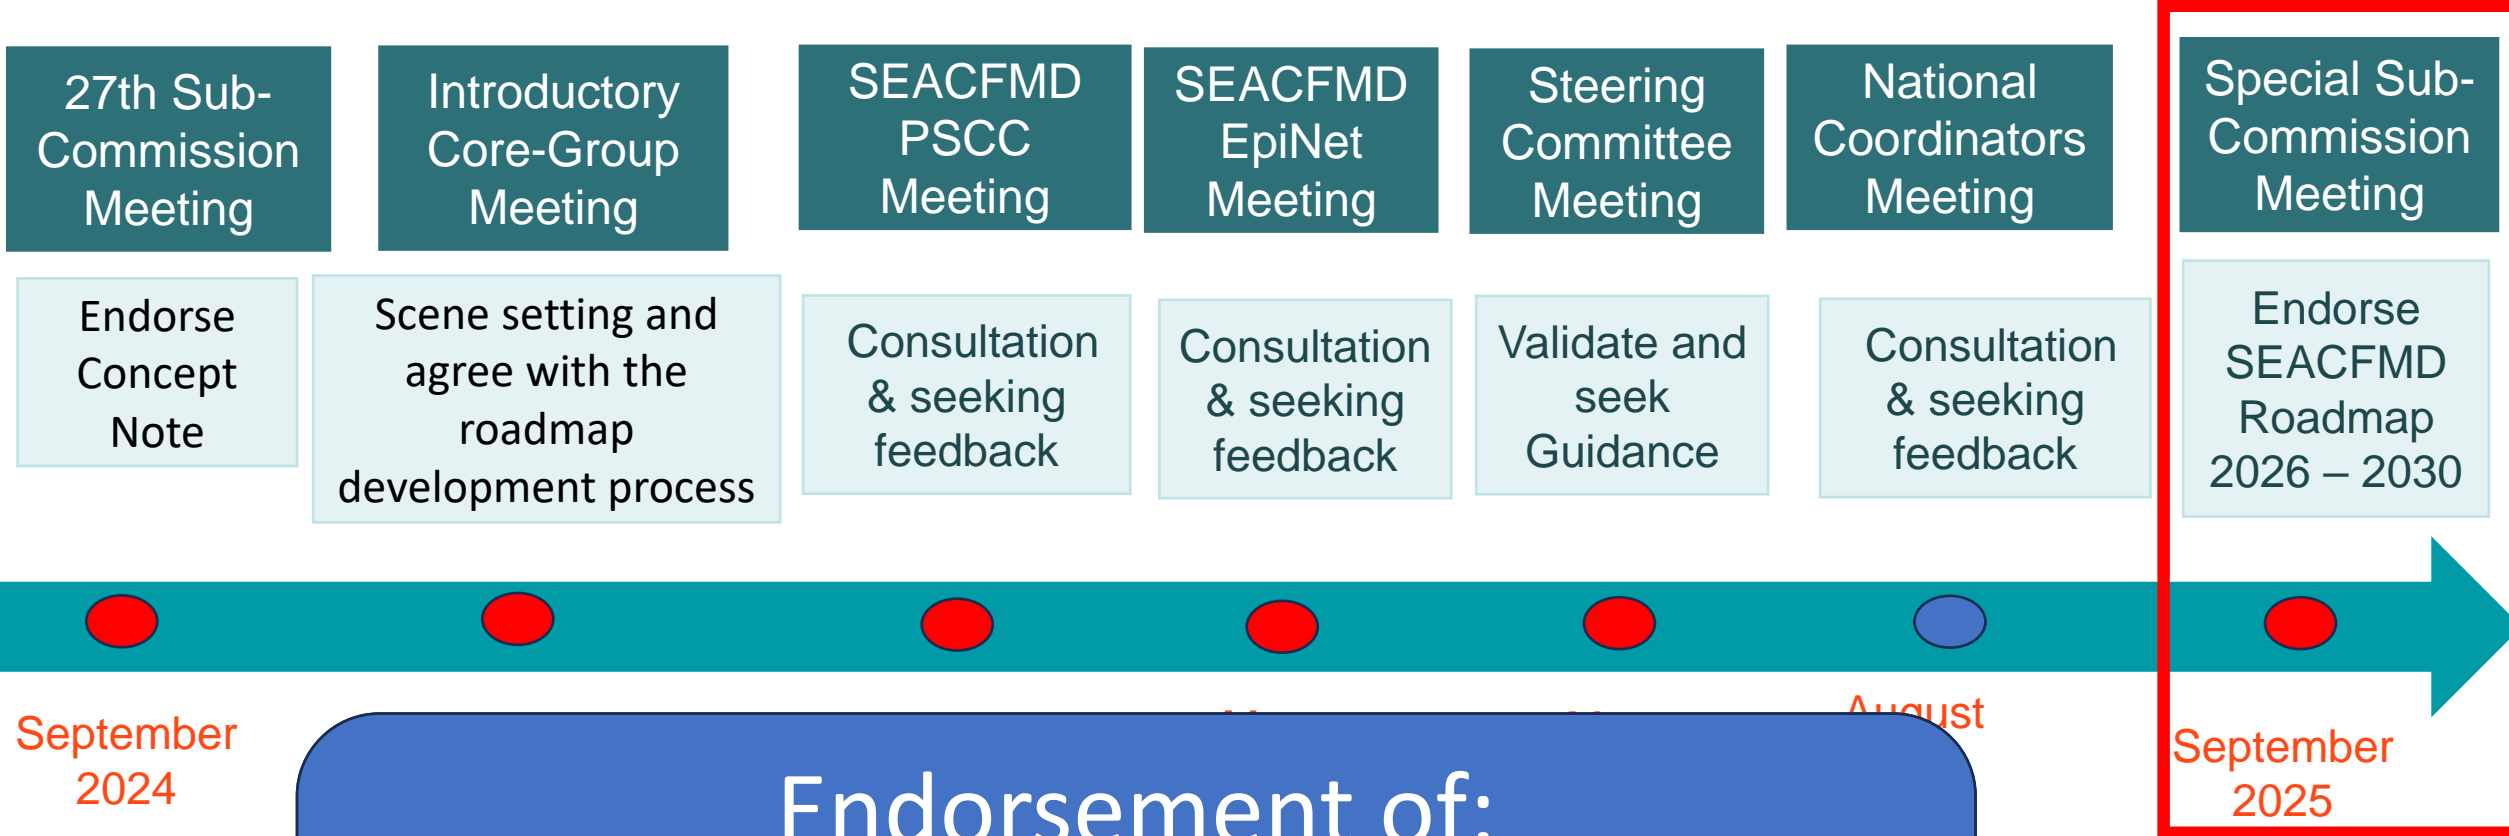 27th Sub-
Commission
Meeting
Introductory
Core-Group
Meeting
SEACFMD
PSCC
Meeting
SEACFMD
EpiNet
Meeting
Steering
Committee
Meeting
National
Coordinators
Meeting
Special Sub-
Commission
Meeting
Endorse
Concept
Note
Scene setting and
agree with the
roadmap
development process
Consultation
& seeking
feedback
Consultation
& seeking
feedback
Validate and
seek
Guidance
Consultation
& seeking
feedback
Endorse
SEACFMD
Roadmap
2026 – 2030
September
2024
August
September
2025
Endorsement of: